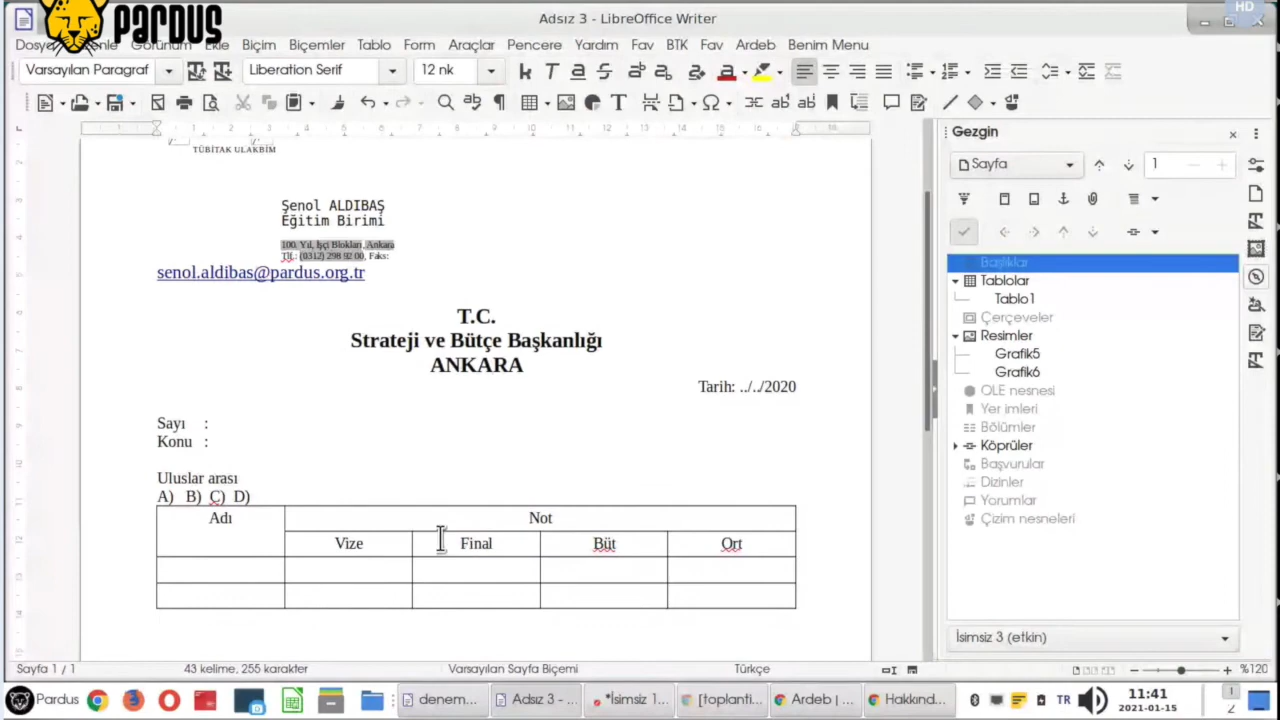 PARDUS
Adsız 3 - LibreOffice Writer
HD
Dosya Görünüm Ekle Biçim Biçemler Tablo Form Araçlar Pencere Yardım Fav BTK Fav Ardeb Benim Menu
Varsayılan Paragraf Liberation Serif 12 nk
Gezgin
Sayfa 1
TÜBİTAK ULAKBİM
Şenol ALDIBAŞ
Eğitim Birimi
100. Yıl, İşçi Blokları, Ankara
Tlf.: (0312) 298 92 00, Faks:
senol.aldibas@pardus.org.tr
T.C.
Strateji ve Bütçe Başkanlığı
ANKARA
Tarih: ../../2020
Sayı :
Konu :
Uluslar arası
A) B) C) D)
Adı Not
Vize Final Büt Ort
Başlıklar
Tablolar
Tablo1
Çerçeveler
Resimler
Grafik5
Grafik6
OLE nesnesi
Yer imleri
Bölümler
Köprüler
Başvurular
Dizinler
Yorumlar
Çizim nesneleri
İsimsiz 3 (etkin)
Sayfa 1 / 1 43 kelime, 255 karakter Varsayılan Sayfa Biçemi Türkçe %120
Pardus denem... Adsız 3 - ... *İsimsiz 1... [toplanti... Ardeb | ... Hakkınd... TR 11:41
2021-01-15
1
2